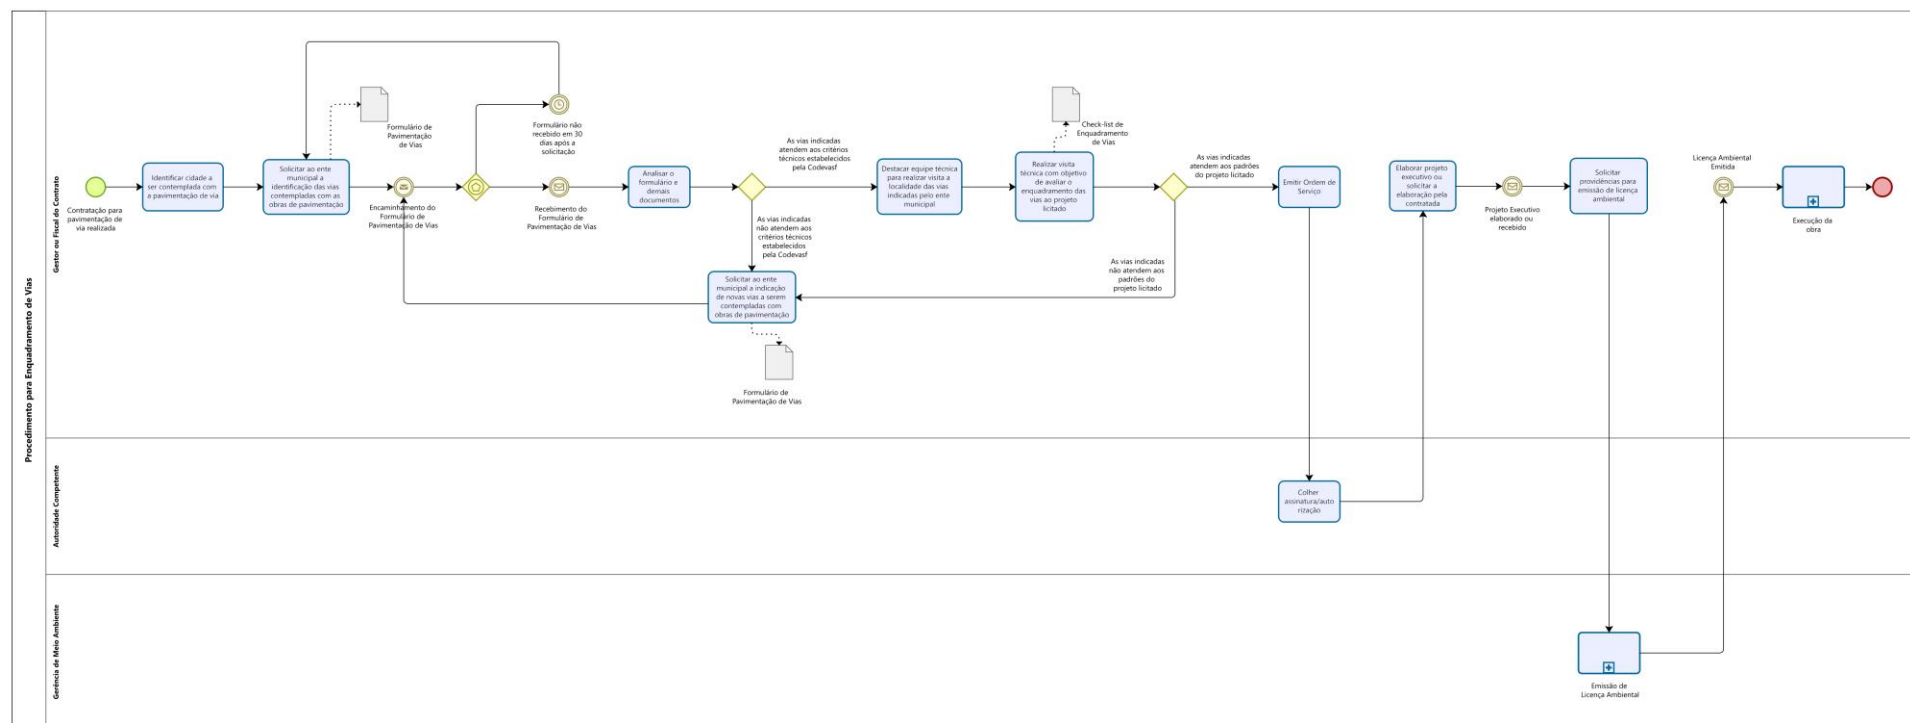 Procedimento para Enquadramento de Vias
Gestor ou Fiscal do Contrato
Contratação para
pavimentação de
via realizada
Identificar cidade a
ser contemplada com
a pavimentação de via
Solicitar ao ente
municipal a
identificação das vias
contempladas com as
obras de pavimentação
Formulário de
Pavimentação
de Vias
Encaminhamento do
Formulário de
Pavimentação de Vias
Formulário não
recebido em 30
dias após a
solicitação
Recebimento do
Formulário de
Pavimentação de Vias
Analisar o
formulário e
demais
documentos
As vias indicadas
atendem aos critérios
técnicos estabelecidos
pela Codevasf
As vias indicadas
não atendem aos
critérios técnicos
estabelecidos
pela Codevasf
Solicitar ao ente
municipal a indicação
de novas vias a serem
contempladas com
obras de pavimentação
Formulário de
Pavimentação de Vias
Destacar equipe técnica
para realizar visita a
localidade das vias
indicadas pelo ente
municipal
Realizar visita
técnica com objetivo
de avaliar o
enquadramento das
vias ao projeto
licitado
Check-list de
Enquadramento
de Vias
As vias indicadas
atendem aos padrões
do projeto licitado
As vias indicadas
não atendem aos
padrões do
projeto licitado
Emitir Ordem de
Serviço
Elaborar projeto
executivo ou
solicitar a
elaboração pela
contratada
Projeto Executivo
elaborado ou
recebido
Solicitar
providências para
emissão de licença
ambiental
Licença Ambiental
Emitida
Execução da
obra
Autoridade Competente
Colher
assinatura/auto
rização
Gerência de Meio Ambiente
Emissão de
Licença Ambiental